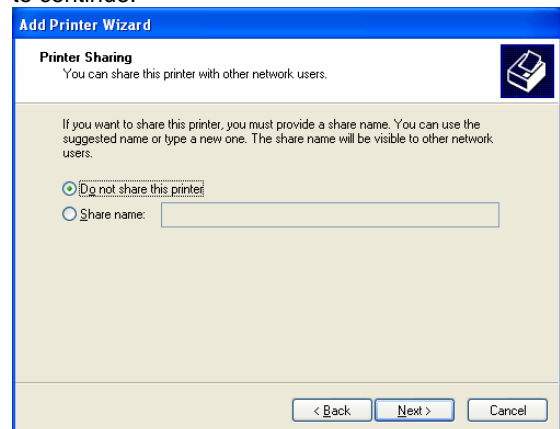 to continue.
Add Printer Wizard
Printer Sharing
You can share this printer with other network users.
If you want to share this printer, you must provide a share name. You can use the
suggested name or type a new one. The share name will be visible to other network
users.
Do not share this printer
Share name:
< Back Next > Cancel